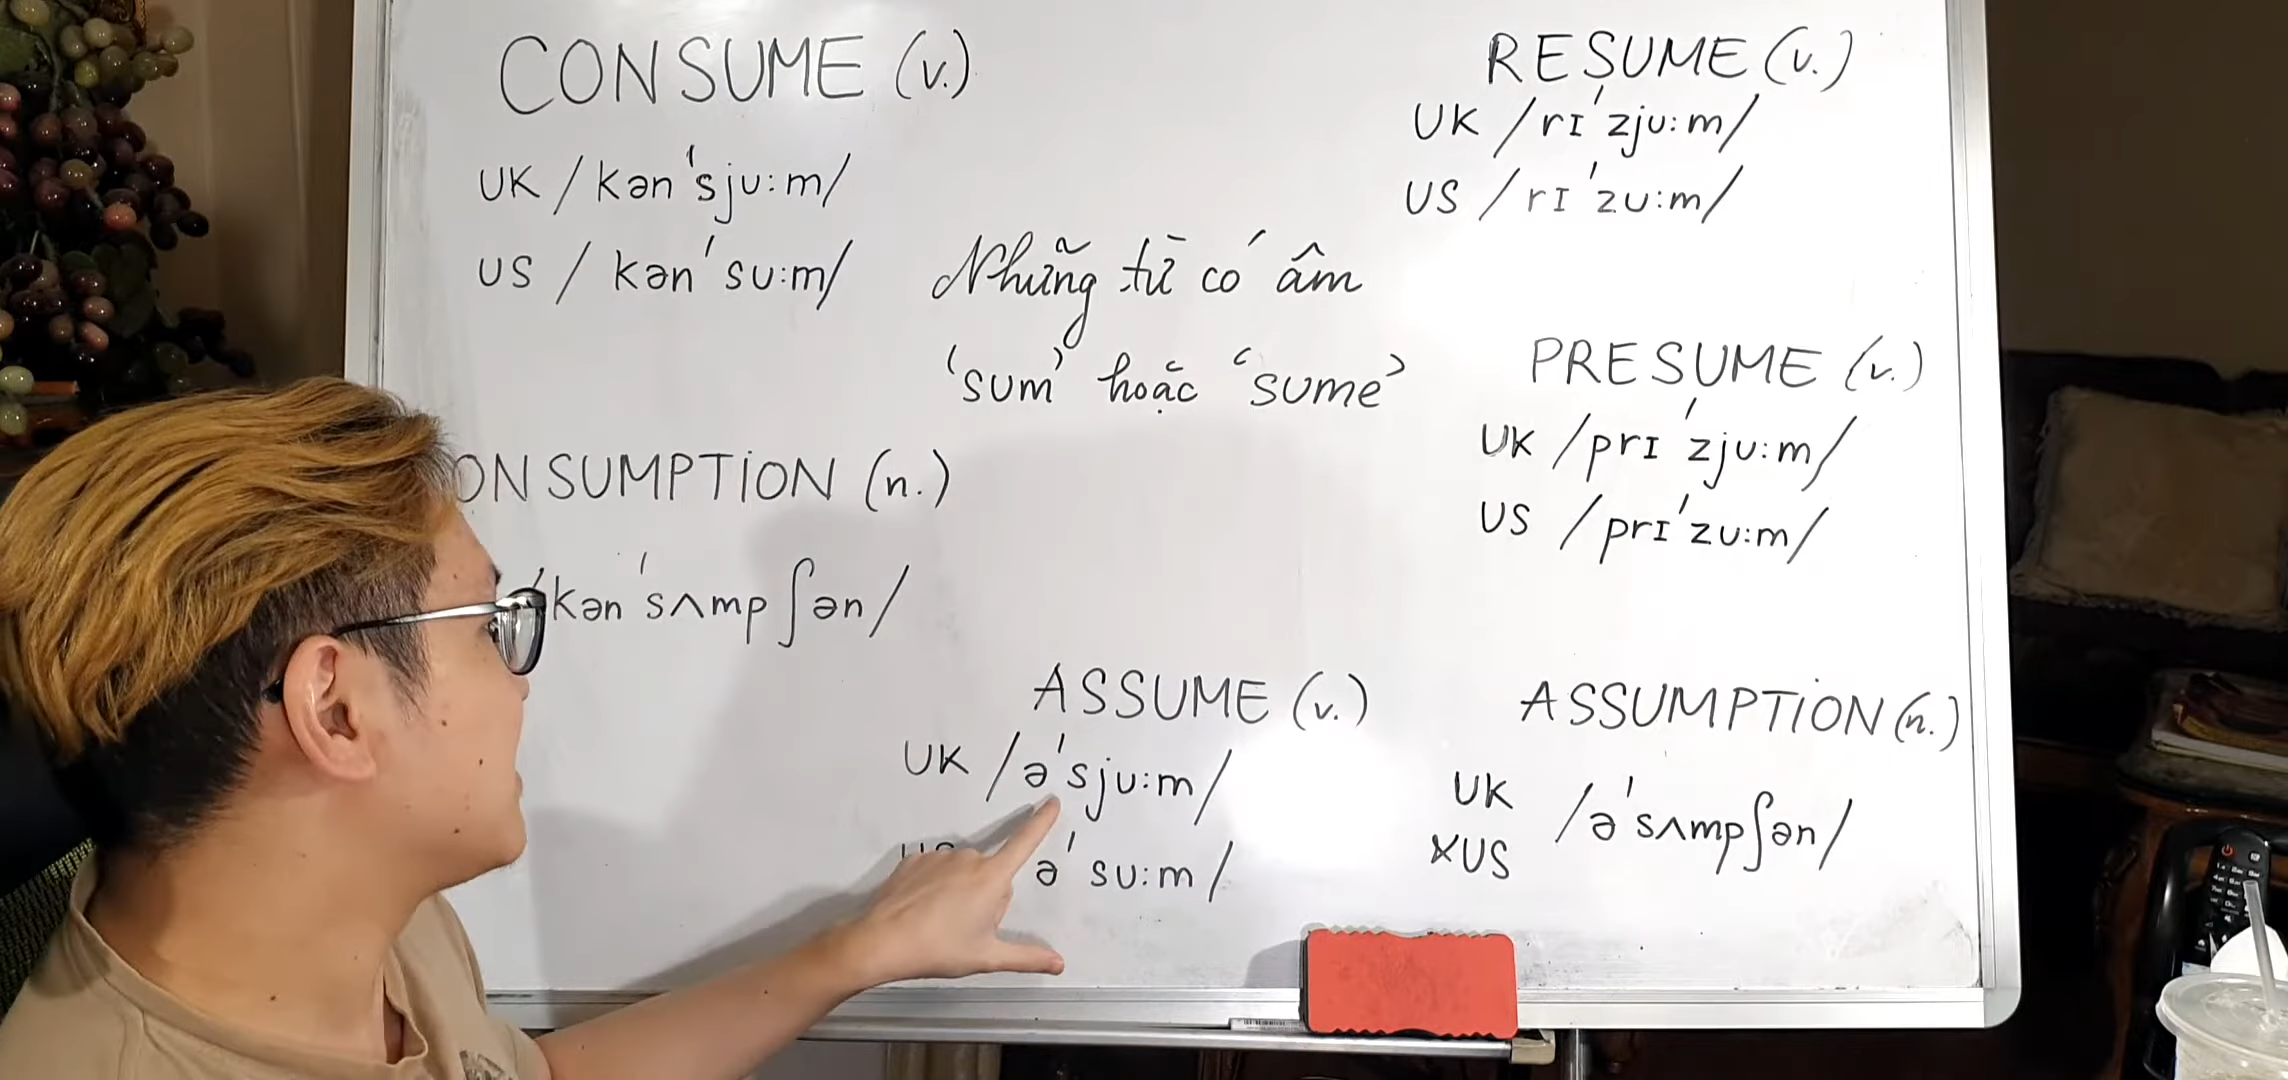 CONSUME (v.)
UK /kən'sju:m/
US / kən'su:m/
Những từ có âm
'sum' hoặc 'sume'
ONSUMPTION (n.)
/kən'sʌmpʃən/
ASSUME (v.)
UK /ə'sju:m/
US ə'su:m/
RESUME (v.)
UK /rɪ'zju:m/
US /rɪ'zu:m/
PRESUME (v.)
UK /prɪ'zju:m/
US /prɪ'zu:m/
ASSUMPTION (n.)
UK
×US
/ə'sʌmpʃən/